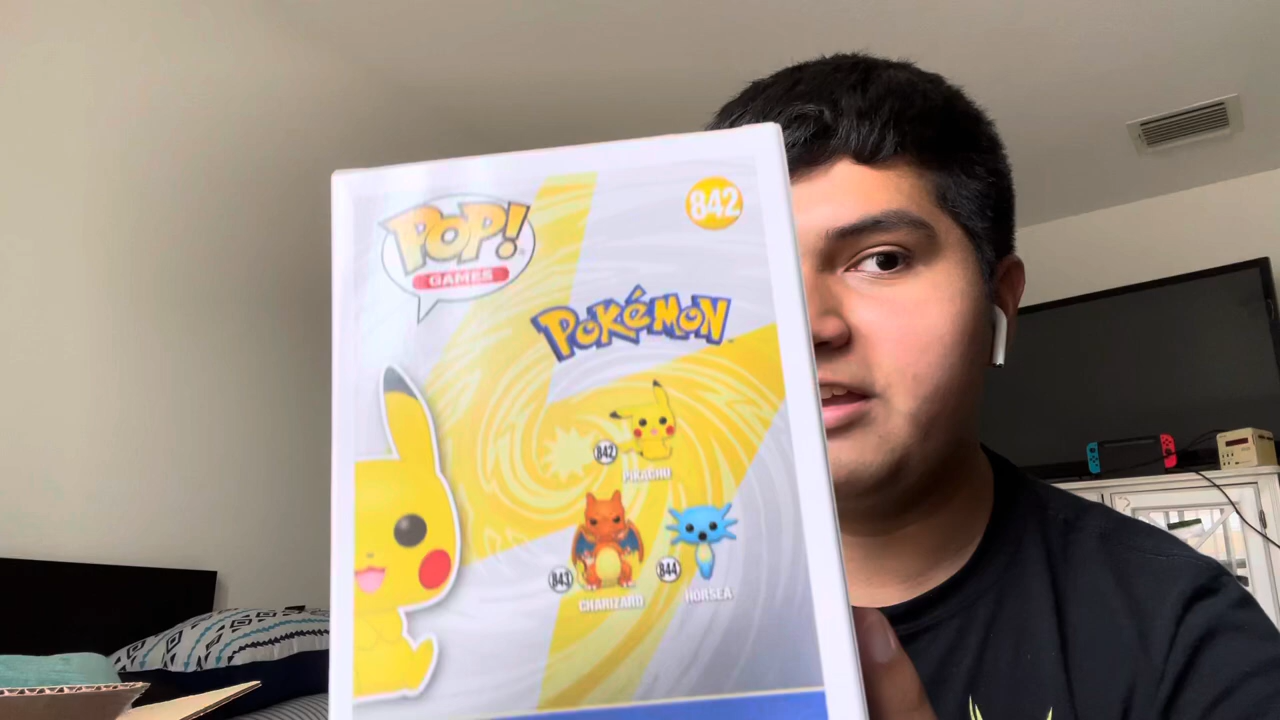 POP!
GAMES
842
POKéMON
842
PIKACHU
843
CHARIZARD
844
HORSEA